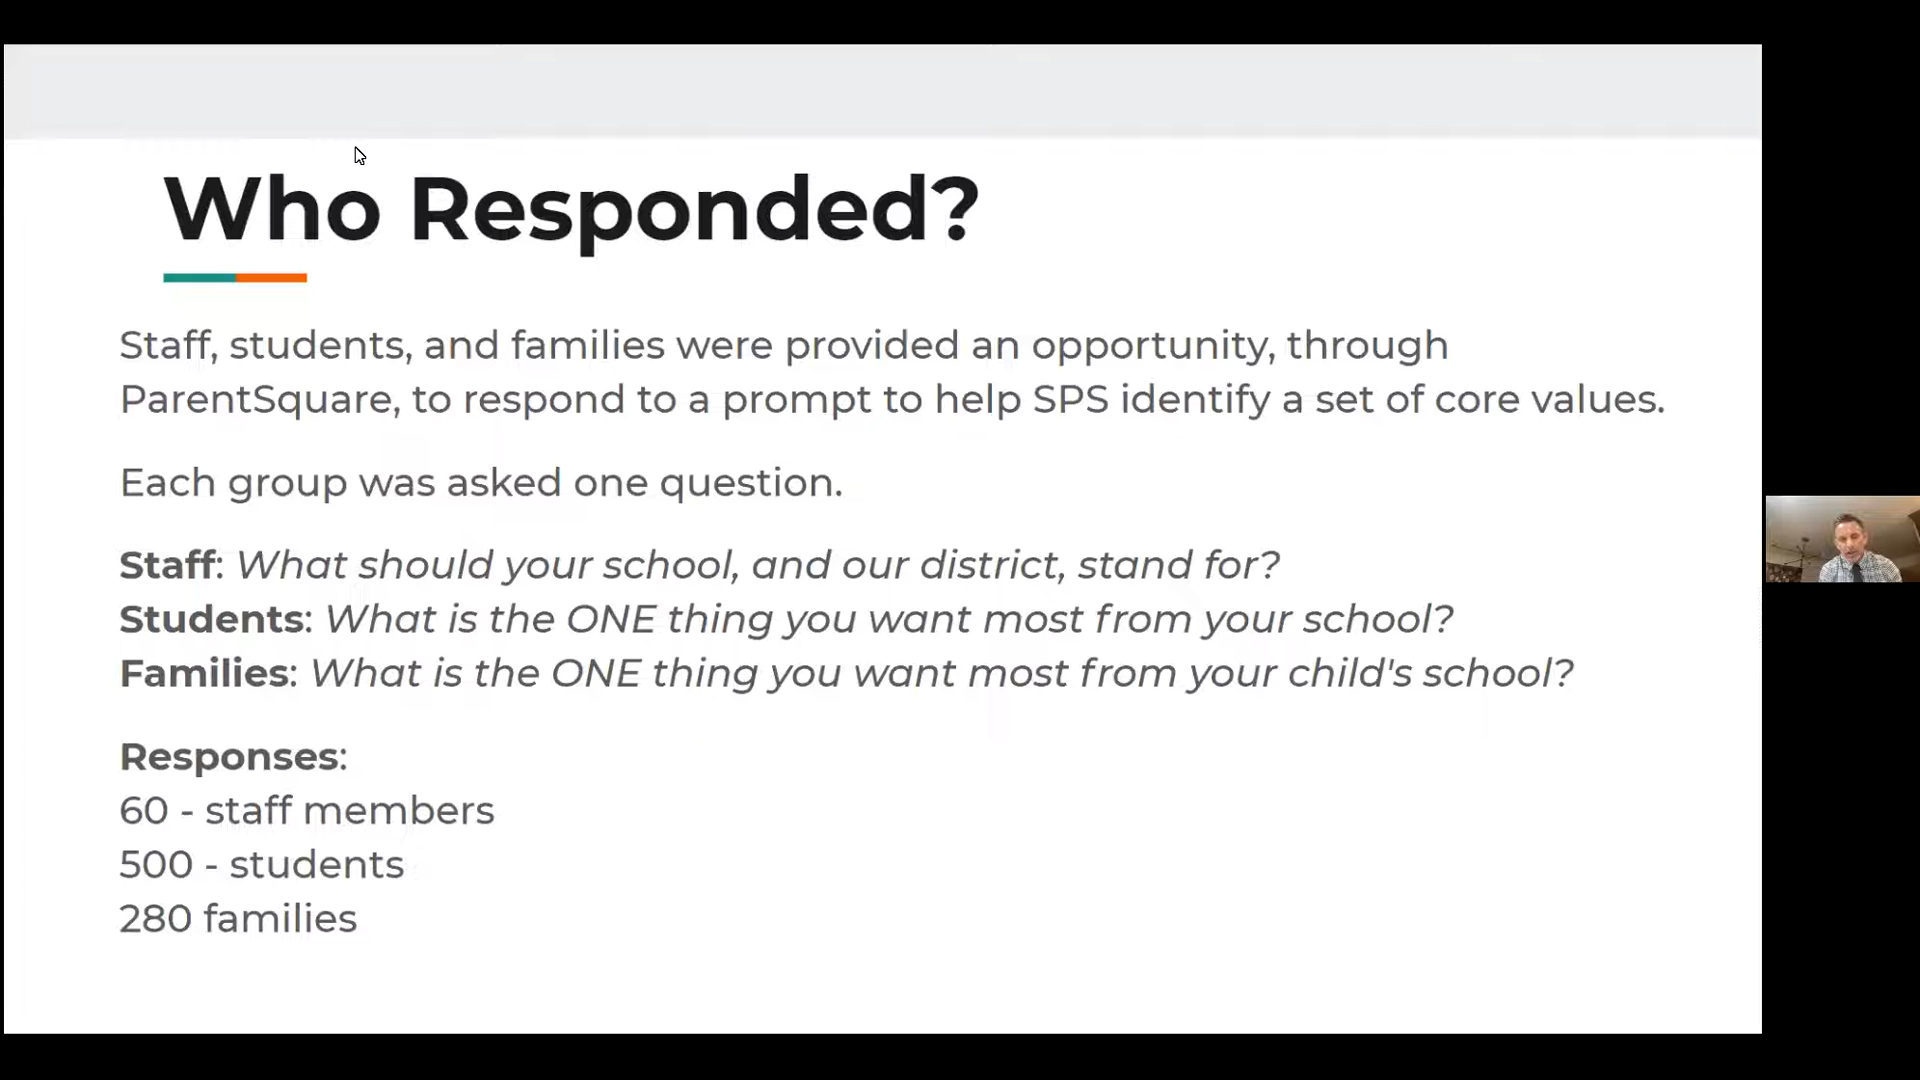 Who Responded?
Staff, students, and families were provided an opportunity, through
ParentSquare, to respond to a prompt to help SPS identify a set of core values.
Each group was asked one question.
Staff: What should your school, and our district, stand for?
Students: What is the ONE thing you want most from your school?
Families: What is the ONE thing you want most from your child's school?
Responses:
60 - staff members
500 - students
280 families